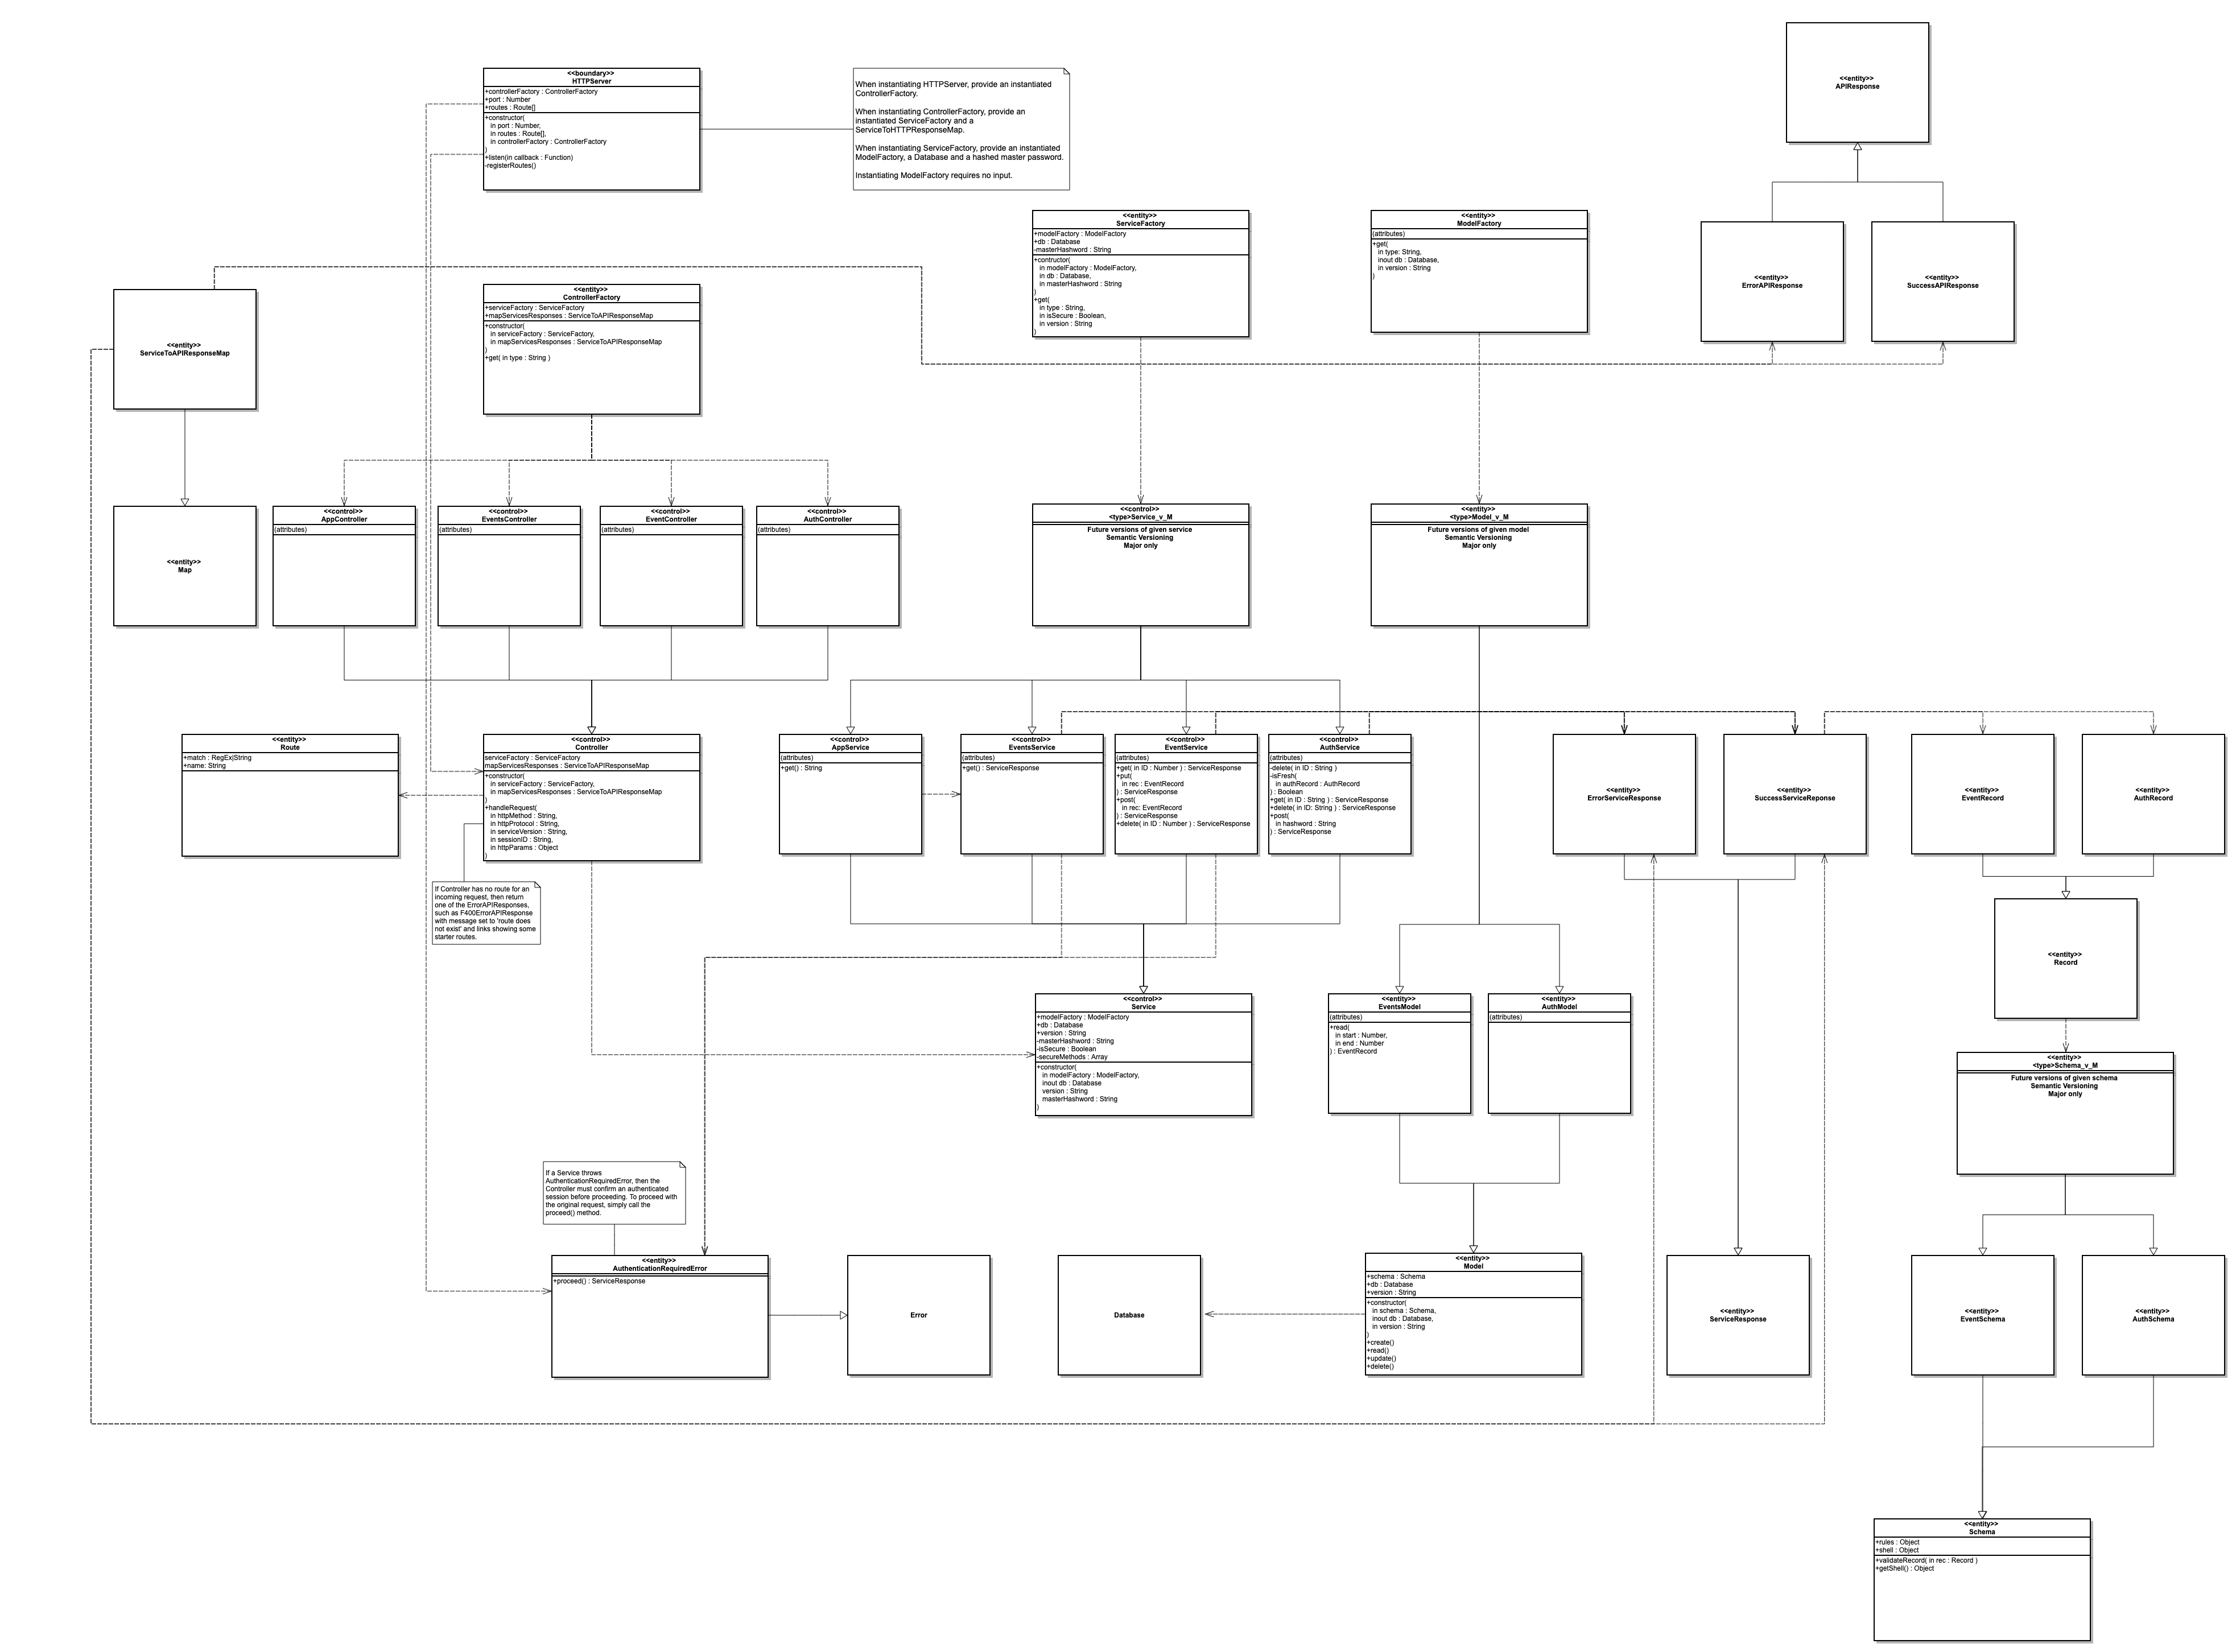 <<entity>>
APIResponse
<<boundary>>
HTTPServer
+controllerFactory : ControllerFactory
+port : Number
+routes : Route[]
+constructor(
in port : Number,
in routes : Route[],
in controllerFactory : ControllerFactory
)
+listen(in callback : Function)
-registerRoutes()
When instantiating HTTPServer, provide an instantiated
ControllerFactory.
When instantiating ControllerFactory, provide an
instantiated ServiceFactory and a
ServiceToHTTPResponseMap.
When instantiating ServiceFactory, provide an instantiated
ModelFactory, a Database and a hashed master password.
Instantiating ModelFactory requires no input.
<<entity>>
ServiceFactory
+modelFactory : ModelFactory
+db : Database
-masterHashword : String
+contructor(
in modelFactory : ModelFactory,
in db : Database,
in masterHashword : String
)
+get(
in type : String,
in isSecure : Boolean,
in version : String
)
<<entity>>
ModelFactory
(attributes)
+get(
in type: String,
inout db : Database,
in version : String
)
<<entity>>
ErrorAPIResponse
<<entity>>
SuccessAPIResponse
<<entity>>
ServiceToAPIResponseMap
<<entity>>
ControllerFactory
+serviceFactory : ServiceFactory
+mapServicesResponses : ServiceToAPIResponseMap
+constructor(
in serviceFactory : ServiceFactory,
in mapServicesResponses : ServiceToAPIResponseMap
)
+get( in type : String )
<<entity>>
Map
<<control>>
AppController
(attributes)
<<control>>
EventsController
(attributes)
<<control>>
EventController
(attributes)
<<control>>
AuthController
(attributes)
<<control>>
<type>Service_v_M
Future versions of given service
Semantic Versioning
Major only
<<entity>>
<type>Model_v_M
Future versions of given model
Semantic Versioning
Major only
<<entity>>
Route
+match : RegEx|String
+name: String
<<control>>
Controller
serviceFactory : ServiceFactory
mapServicesResponses : ServiceToAPIResponseMap
+constructor(
in serviceFactory : ServiceFactory,
in mapServicesResponses : ServiceToAPIResponseMap
)
+handleRequest(
in httpMethod : String,
in httpProtocol : String,
in serviceVersion : String,
in sessionID : String,
in httpParams : Object
)
<<control>>
AppService
(attributes)
+get() : String
<<control>>
EventsService
(attributes)
+get() : ServiceResponse
<<control>>
EventService
(attributes)
+get( in ID : Number ) : ServiceResponse
+put(
in rec : EventRecord
) : ServiceResponse
+post(
in rec: EventRecord
) : ServiceResponse
+delete( in ID : Number ) : ServiceResponse
<<control>>
AuthService
(attributes)
-delete( in ID : String )
-isFresh(
in authRecord : AuthRecord
) : Boolean
+get( in ID : String ) : ServiceResponse
+delete( in ID: String ) : ServiceResponse
+post(
in hashword : String
) : ServiceResponse
<<entity>>
ErrorServiceResponse
<<entity>>
SuccessServiceReponse
<<entity>>
EventRecord
<<entity>>
AuthRecord
If Controller has no route for an
incoming request, then return
one of the ErrorAPIResponses,
such as F400ErrorAPIResponse
with message set to 'route does
not exist' and links showing some
starter routes.
<<entity>>
Record
<<control>>
Service
+modelFactory : ModelFactory
+db : Database
+version : String
-masterHashword : String
-isSecure : Boolean
-secureMethods : Array
+constructor(
in modelFactory : ModelFactory,
inout db : Database
version : String
masterHashword : String
)
<<entity>>
EventsModel
(attributes)
+read(
in start : Number,
in end : Number
) : EventRecord
<<entity>>
AuthModel
(attributes)
<<entity>>
<type>Schema_v_M
Future versions of given schema
Semantic Versioning
Major only
If a Service throws
AuthenticationRequiredError, then the
Controller must confirm an authenticated
session before proceeding. To proceed with
the original request, simply call the
proceed() method.
<<entity>>
AuthenticationRequiredError
+proceed() : ServiceResponse
Error
Database
<<entity>>
Model
+schema : Schema
+db : Database
+version : String
+constructor(
in schema : Schema,
inout db : Database,
in version : String
)
+create()
+read()
+update()
+delete()
<<entity>>
ServiceResponse
<<entity>>
EventSchema
<<entity>>
AuthSchema
<<entity>>
Schema
+rules : Object
+shell : Object
+validateRecord( in rec : Record )
+getShell() : Object